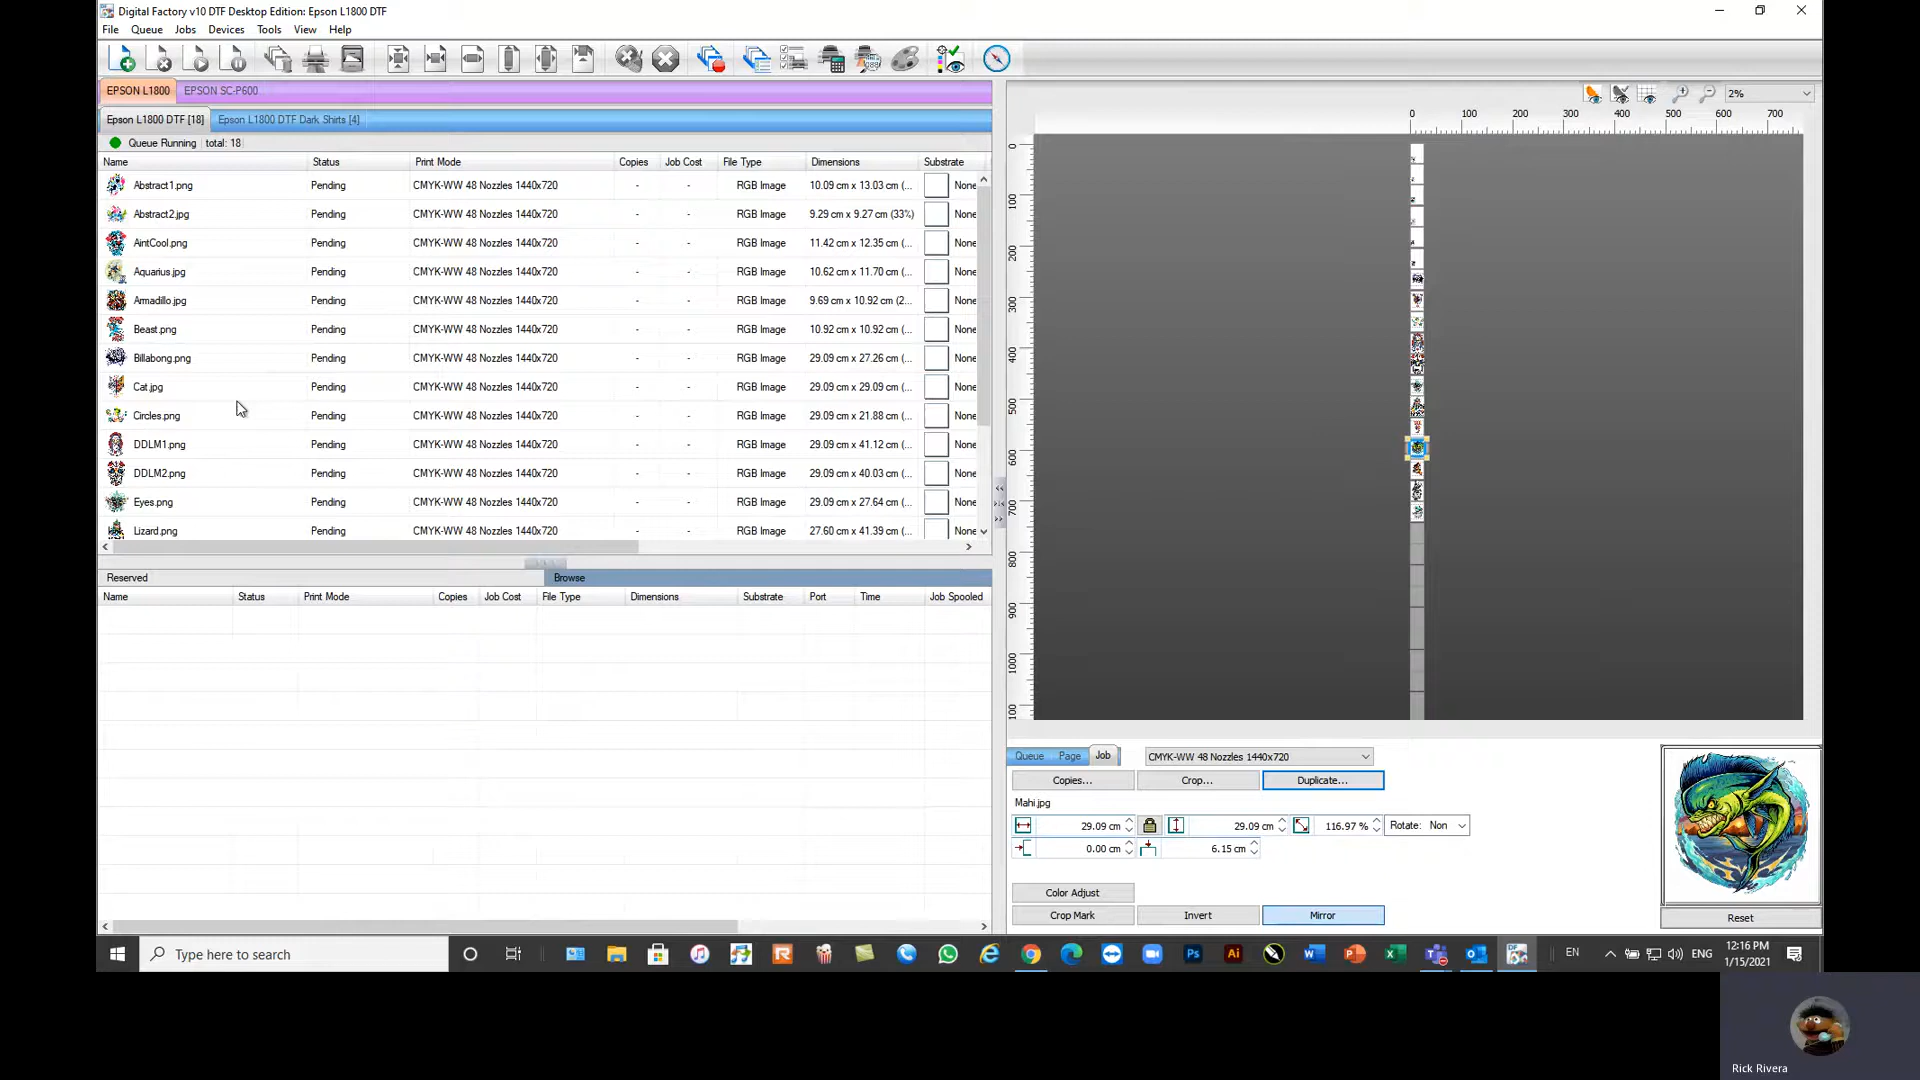 Digital Factory v10 DTF Desktop Edition: Epson L1800 DTF
File Queue Jobs Devices Tools View Help
EPSON L1800 EPSON SC-P600
Epson L1800 DTF [18] Epson L1800 DTF Dark Shirts [4]
Queue Running total: 18
Name Status Print Mode Copies Job Cost File Type Dimensions Substrate
Abstract1.png Pending CMYK-WW 48 Nozzles 1440x720 - - RGB Image 10.09 cm x 13.03 cm (... None
Abstract2.jpg Pending CMYK-WW 48 Nozzles 1440x720 - - RGB Image 9.29 cm x 9.27 cm (33%) None
AintCool.png Pending CMYK-WW 48 Nozzles 1440x720 - - RGB Image 11.42 cm x 12.35 cm (... None
Aquarius.jpg Pending CMYK-WW 48 Nozzles 1440x720 - - RGB Image 10.62 cm x 11.70 cm (... None
Armadillo.jpg Pending CMYK-WW 48 Nozzles 1440x720 - - RGB Image 9.69 cm x 10.92 cm (2... None
Beast.png Pending CMYK-WW 48 Nozzles 1440x720 - - RGB Image 10.92 cm x 10.92 cm (... None
Billabong.png Pending CMYK-WW 48 Nozzles 1440x720 - - RGB Image 29.09 cm x 27.26 cm (... None
Cat.jpg Pending CMYK-WW 48 Nozzles 1440x720 - - RGB Image 29.09 cm x 29.09 cm (... None
Circles.png Pending CMYK-WW 48 Nozzles 1440x720 - - RGB Image 29.09 cm x 21.88 cm (... None
DDLM1.png Pending CMYK-WW 48 Nozzles 1440x720 - - RGB Image 29.09 cm x 41.12 cm (... None
DDLM2.png Pending CMYK-WW 48 Nozzles 1440x720 - - RGB Image 29.09 cm x 40.03 cm (... None
Eyes.png Pending CMYK-WW 48 Nozzles 1440x720 - - RGB Image 29.09 cm x 27.64 cm (... None
Lizard.png Pending CMYK-WW 48 Nozzles 1440x720 - - RGB Image 27.60 cm x 41.39 cm (... None
Reserved Browse
Name Status Print Mode Copies Job Cost File Type Dimensions Substrate Port Time Job Spooled
2%
0 100 200 300 400 500 600 700
0
100
200
300
400
500
600
700
800
900
1000
Queue Page Job CMYK-WW 48 Nozzles 1440x720
Copies... Crop... Duplicate...
Mahi.jpg
29.09 cm 29.09 cm 116.97 % Rotate: Non
0.00 cm 6.15 cm
Color Adjust
Crop Mark Invert Mirror
Reset
Type here to search
Ps Ai
EN ENG
12:16 PM
1/15/2021
Rick Rivera